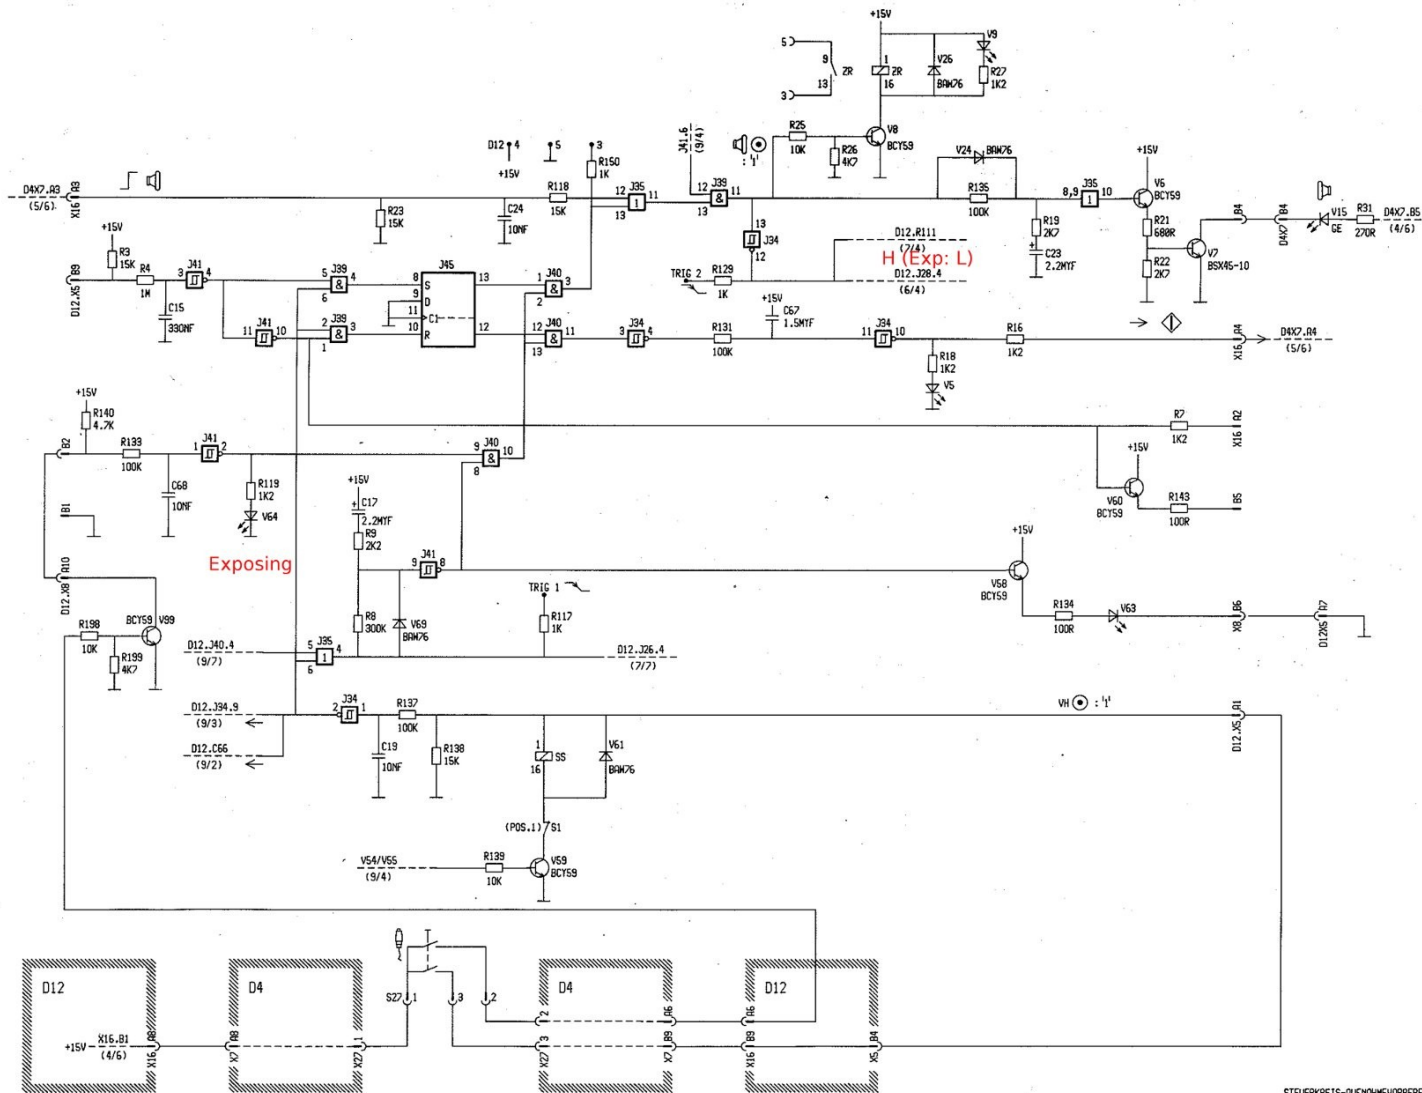 +15V
5
9
ZR
13
3
1
ZR
16
V26
BAW76
V9
R27
1K2
V8
BCY59
R25
10K
R26
4K7
: '1'
J41.6
(9/4)
D12 4
+15V
5
3
R150
1K
D4X7.A3
(5/6)
X16 A3
R23
15K
C24
10NF
R118
15K
12
13
J35
1
11
12
13
J39
&
11
V24 BAW76
R135
100K
R19
2K7
C23
2.2MYF
8,9
J35
1
10
+15V
V6
BCY59
R21
680R
R22
2K7
V7
BSX45-10
B4
D4X7
B4
V15
GE
R31
270R
D4X7.B5
(4/6)
13
J34
12
D12.R111
(7/4)
H (Exp: L)
D12.J28.4
(6/4)
TRIG 2
R129
1K
+15V
R3
15K
B9
D12.X5
R4
1M
C15
330NF
3
J41
4
11
J41
10
5
6
J39
&
4
2
1
J39
&
3
J45
8 S
9 D
11 C1
10 R
13
12
1
2
J40
&
3
12
13
J40
&
11
3
J34
4
R131
100K
+15V
C67
1.5MYF
11
J34
10
R18
1K2
V5
R16
1K2
X16 A4
D4X7.A4
(5/6)
R7
1K2
X16 A2
+15V
R140
4.7K
B2
R133
100K
C68
10NF
1
J41
2
R119
1K2
V64
B1
9
8
J40
&
10
+15V
V60
BCY59
R143
100R
B5
Exposing
+15V
C17
2.2MYF
R9
2K2
R8
300K
V69
BAW76
9
J41
8
TRIG 1
R117
1K
+15V
V58
BCY59
R134
100R
V63
X8 B6
D12X5 A7
D12.X8 A10
R198
10K
BCY59 V99
R199
4K7
D12.J40.4
(9/7)
5
6
J35
1
4
D12.J26.4
(7/7)
D12.J34.9
(9/3)
D12.C66
(9/2)
2
J34
1
R137
100K
C19
10NF
R138
15K
1
SS
16
V61
BAW76
VH : '1'
D12.X5 A1
(POS.1) S1
V54/V55
(9/4)
R139
10K
V59
BCY59
D12
+15V
X16.B1
(4/6)
X16 A8
D4
X7 A8
X27 1
S27 1
3
2
D4
2
X27 3
A6
X7 B9
D12
A6
X16 B9
X5 B4